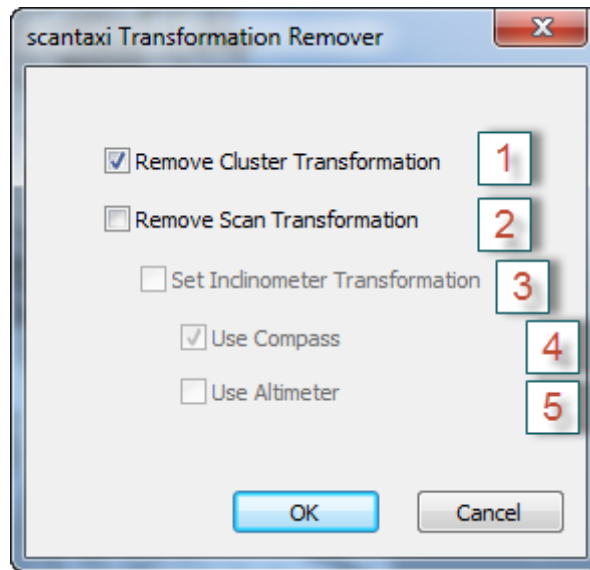 scantaxi Transformation Remover
Remove Cluster Transformation 1
Remove Scan Transformation 2
Set Inclinometer Transformation 3
Use Compass 4
Use Altimeter 5
OK Cancel